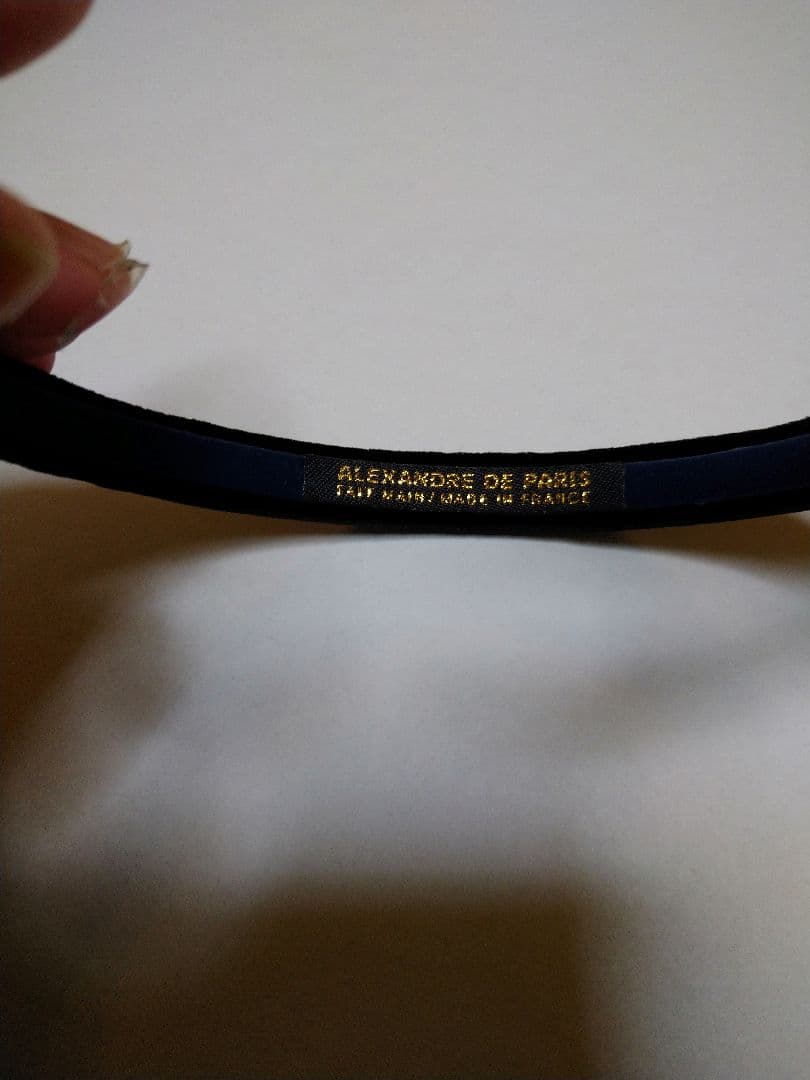 ALEXANDRE DE PARIS
FAIT MAIN / MADE IN FRANCE